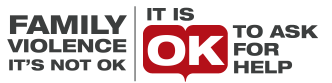 FAMILY
VIOLENCE
IT'S NOT OK
IT IS
OK
TO ASK
FOR
HELP